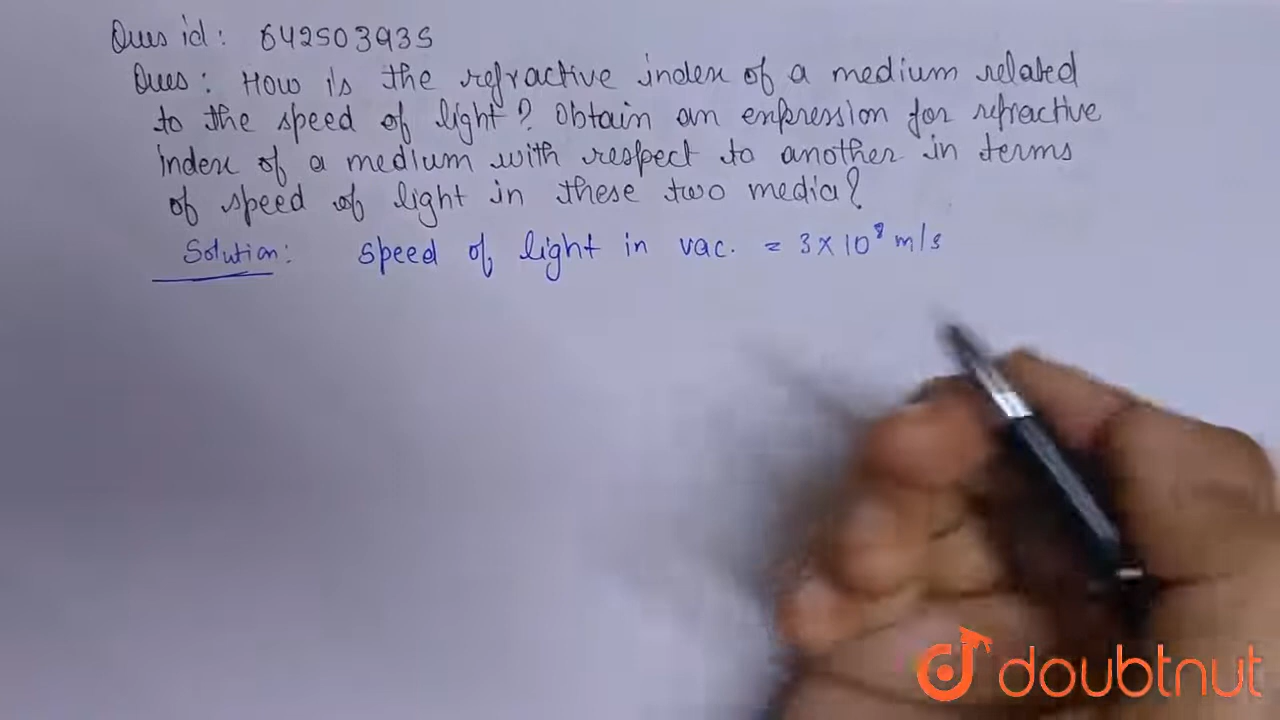 Ques id: 642503935
Ques: How is the refractive index of a medium related
to the speed of light? Obtain an expression for refractive
index of a medium with respect to another in terms
of speed of light in these two media?
Solution: speed of light in vac. = 3×10⁸ m/s
doubtnut